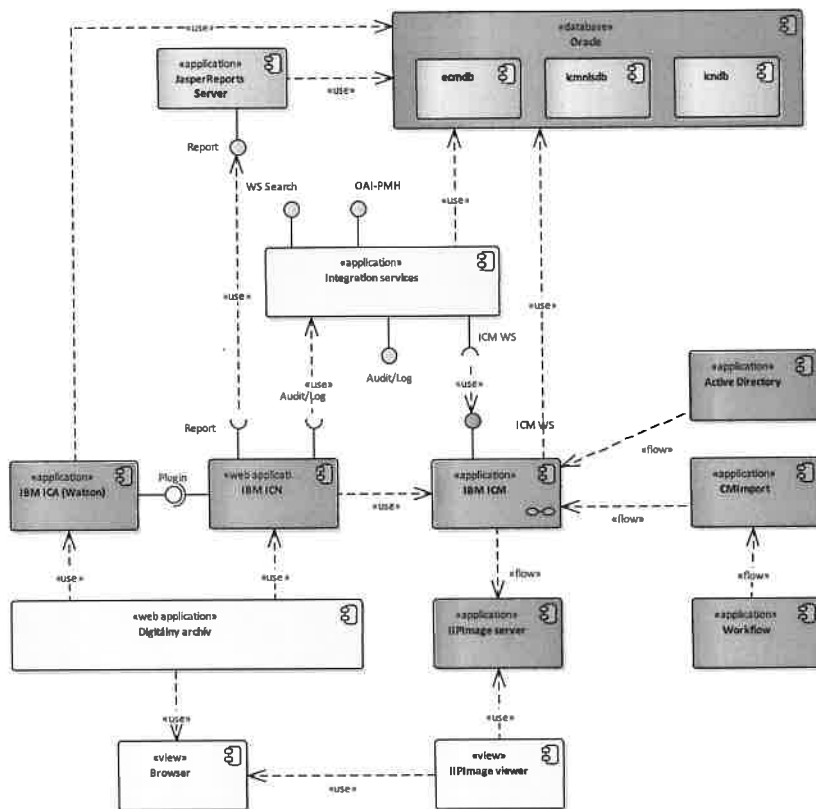 «use»
«database»
Oracle
«application»
JasperReports
Server
«use»
ecmdb
icmnlsdb
icndb
Report
WS Search
OAI-PMH
«use»
«application»
Integration services
«use»
«use»
ICM WS
Audit/Log
«use»
Audit/Log
«use»
«application»
Active Directory
Report
ICM WS
«flow»
«application»
IBM ICA (Watson)
Plugin
«web applicati...
IBM ICN
«use»
«application»
IBM ICM
«application»
CMImport
«flow»
«use»
«use»
«flow»
«flow»
«web application»
Digitálny archív
«application»
IIPImage server
«application»
Workflow
«use»
«use»
«view»
Browser
«use»
«view»
IIPImage viewer